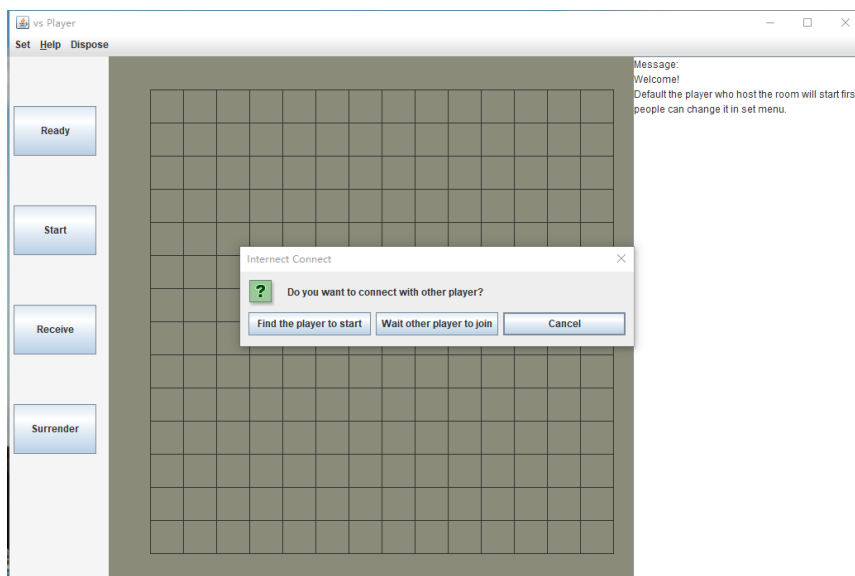 vs Player
Set Help Dispose
Message:
Welcome!
Default the player who host the room will start firs
people can change it in set menu.
Ready
Start
Receive
Surrender
Internect Connect
Do you want to connect with other player?
Find the player to start Wait other player to join Cancel